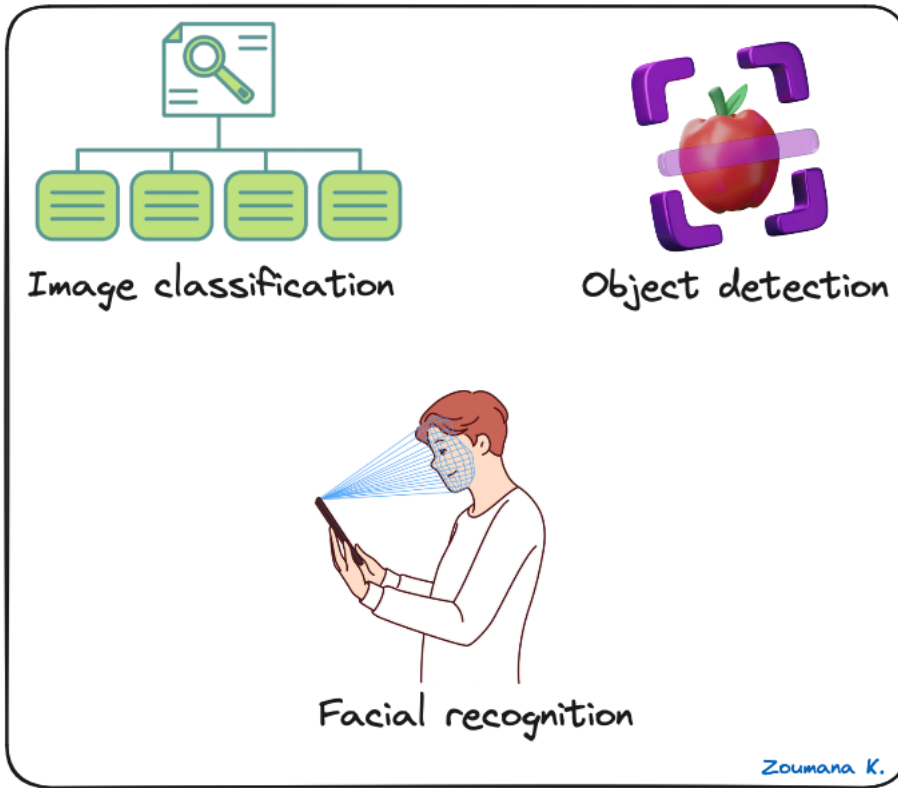 Image classification
Object detection
Facial recognition
Zoumana K.